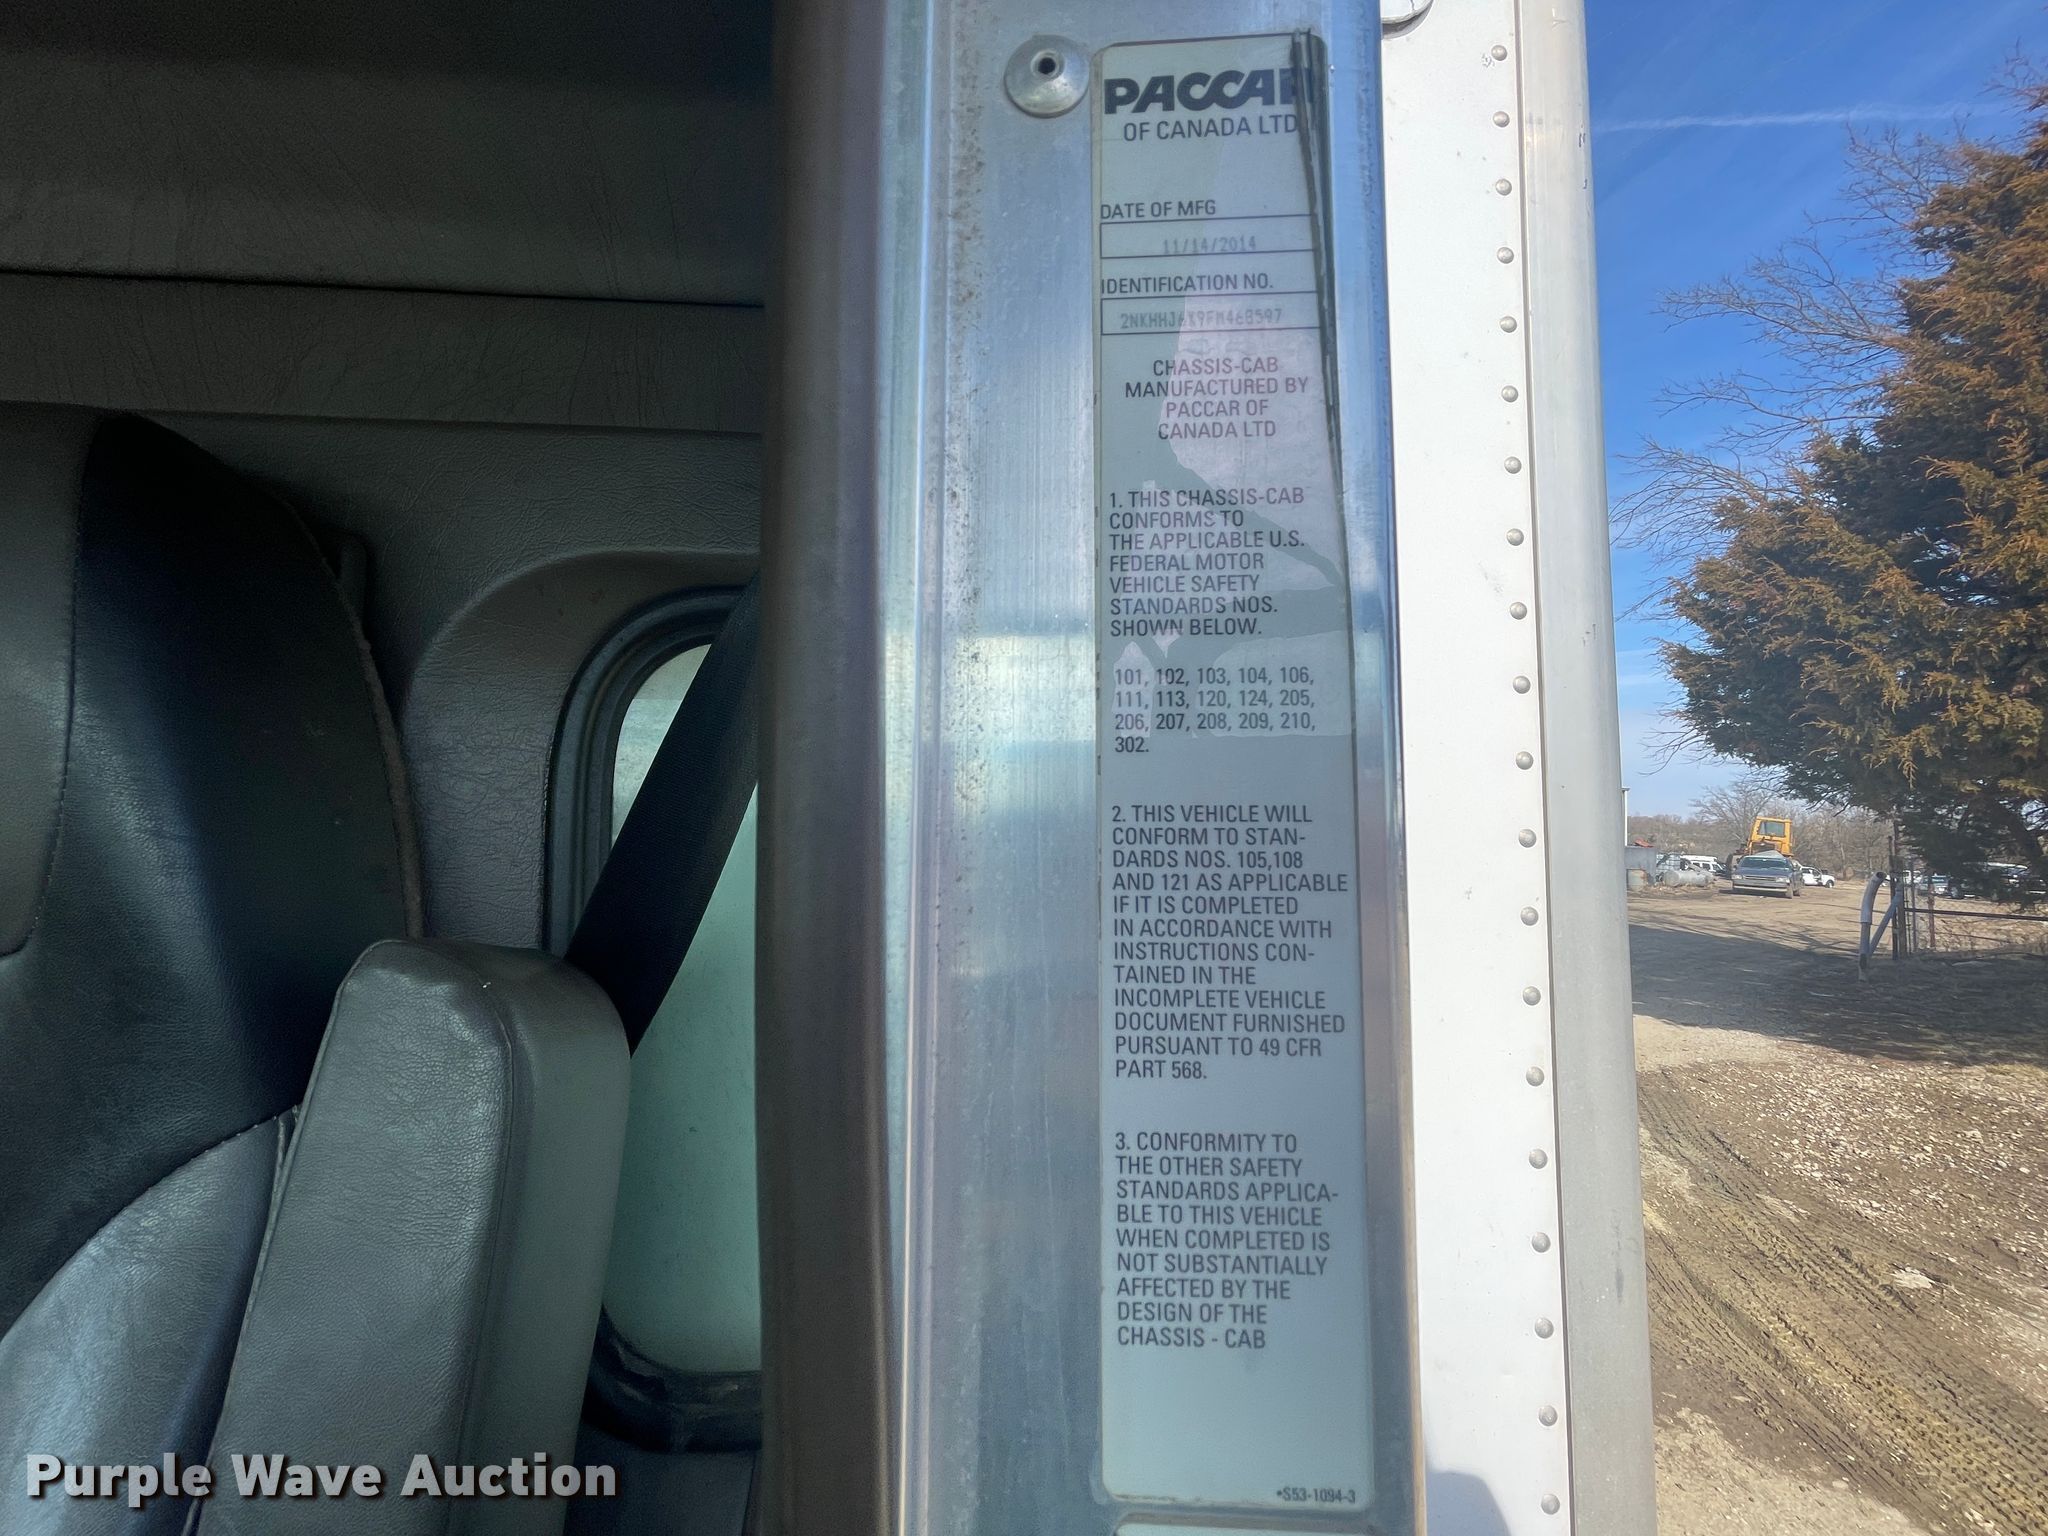 PACCAR
OF CANADA LTD
DATE OF MFG
11/14/2014
IDENTIFICATION NO.
2NKHHJ6X9FM468597
CHASSIS-CAB
MANUFACTURED BY
PACCAR OF
CANADA LTD
1. THIS CHASSIS-CAB
CONFORMS TO
THE APPLICABLE U.S.
FEDERAL MOTOR
VEHICLE SAFETY
STANDARDS NOS.
SHOWN BELOW.
101, 102, 103, 104, 106,
111, 113, 120, 124, 205,
206, 207, 208, 209, 210,
302.
2. THIS VEHICLE WILL
CONFORM TO STAN-
DARDS NOS. 105,108
AND 121 AS APPLICABLE
IF IT IS COMPLETED
IN ACCORDANCE WITH
INSTRUCTIONS CON-
TAINED IN THE
INCOMPLETE VEHICLE
DOCUMENT FURNISHED
PURSUANT TO 49 CFR
PART 568.
3. CONFORMITY TO
THE OTHER SAFETY
STANDARDS APPLICA-
BLE TO THIS VEHICLE
WHEN COMPLETED IS
NOT SUBSTANTIALLY
AFFECTED BY THE
DESIGN OF THE
CHASSIS - CAB
•S53-1094-3
Purple Wave Auction